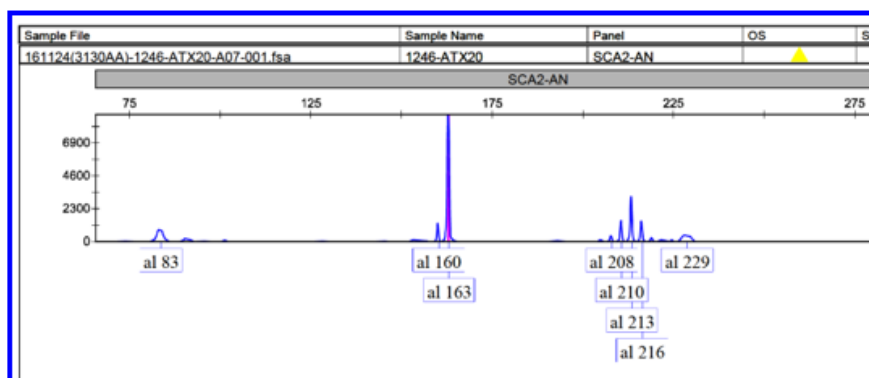 Sample File Sample Name Panel OS S
161124(3130AA)-1246-ATX20-A07-001.fsa 1246-ATX20 SCA2-AN
SCA2-AN
75 125 175 225 275
6900
4600
2300
0
al 83 al 160 al 208 al 229
al 163 al 210
al 213
al 216